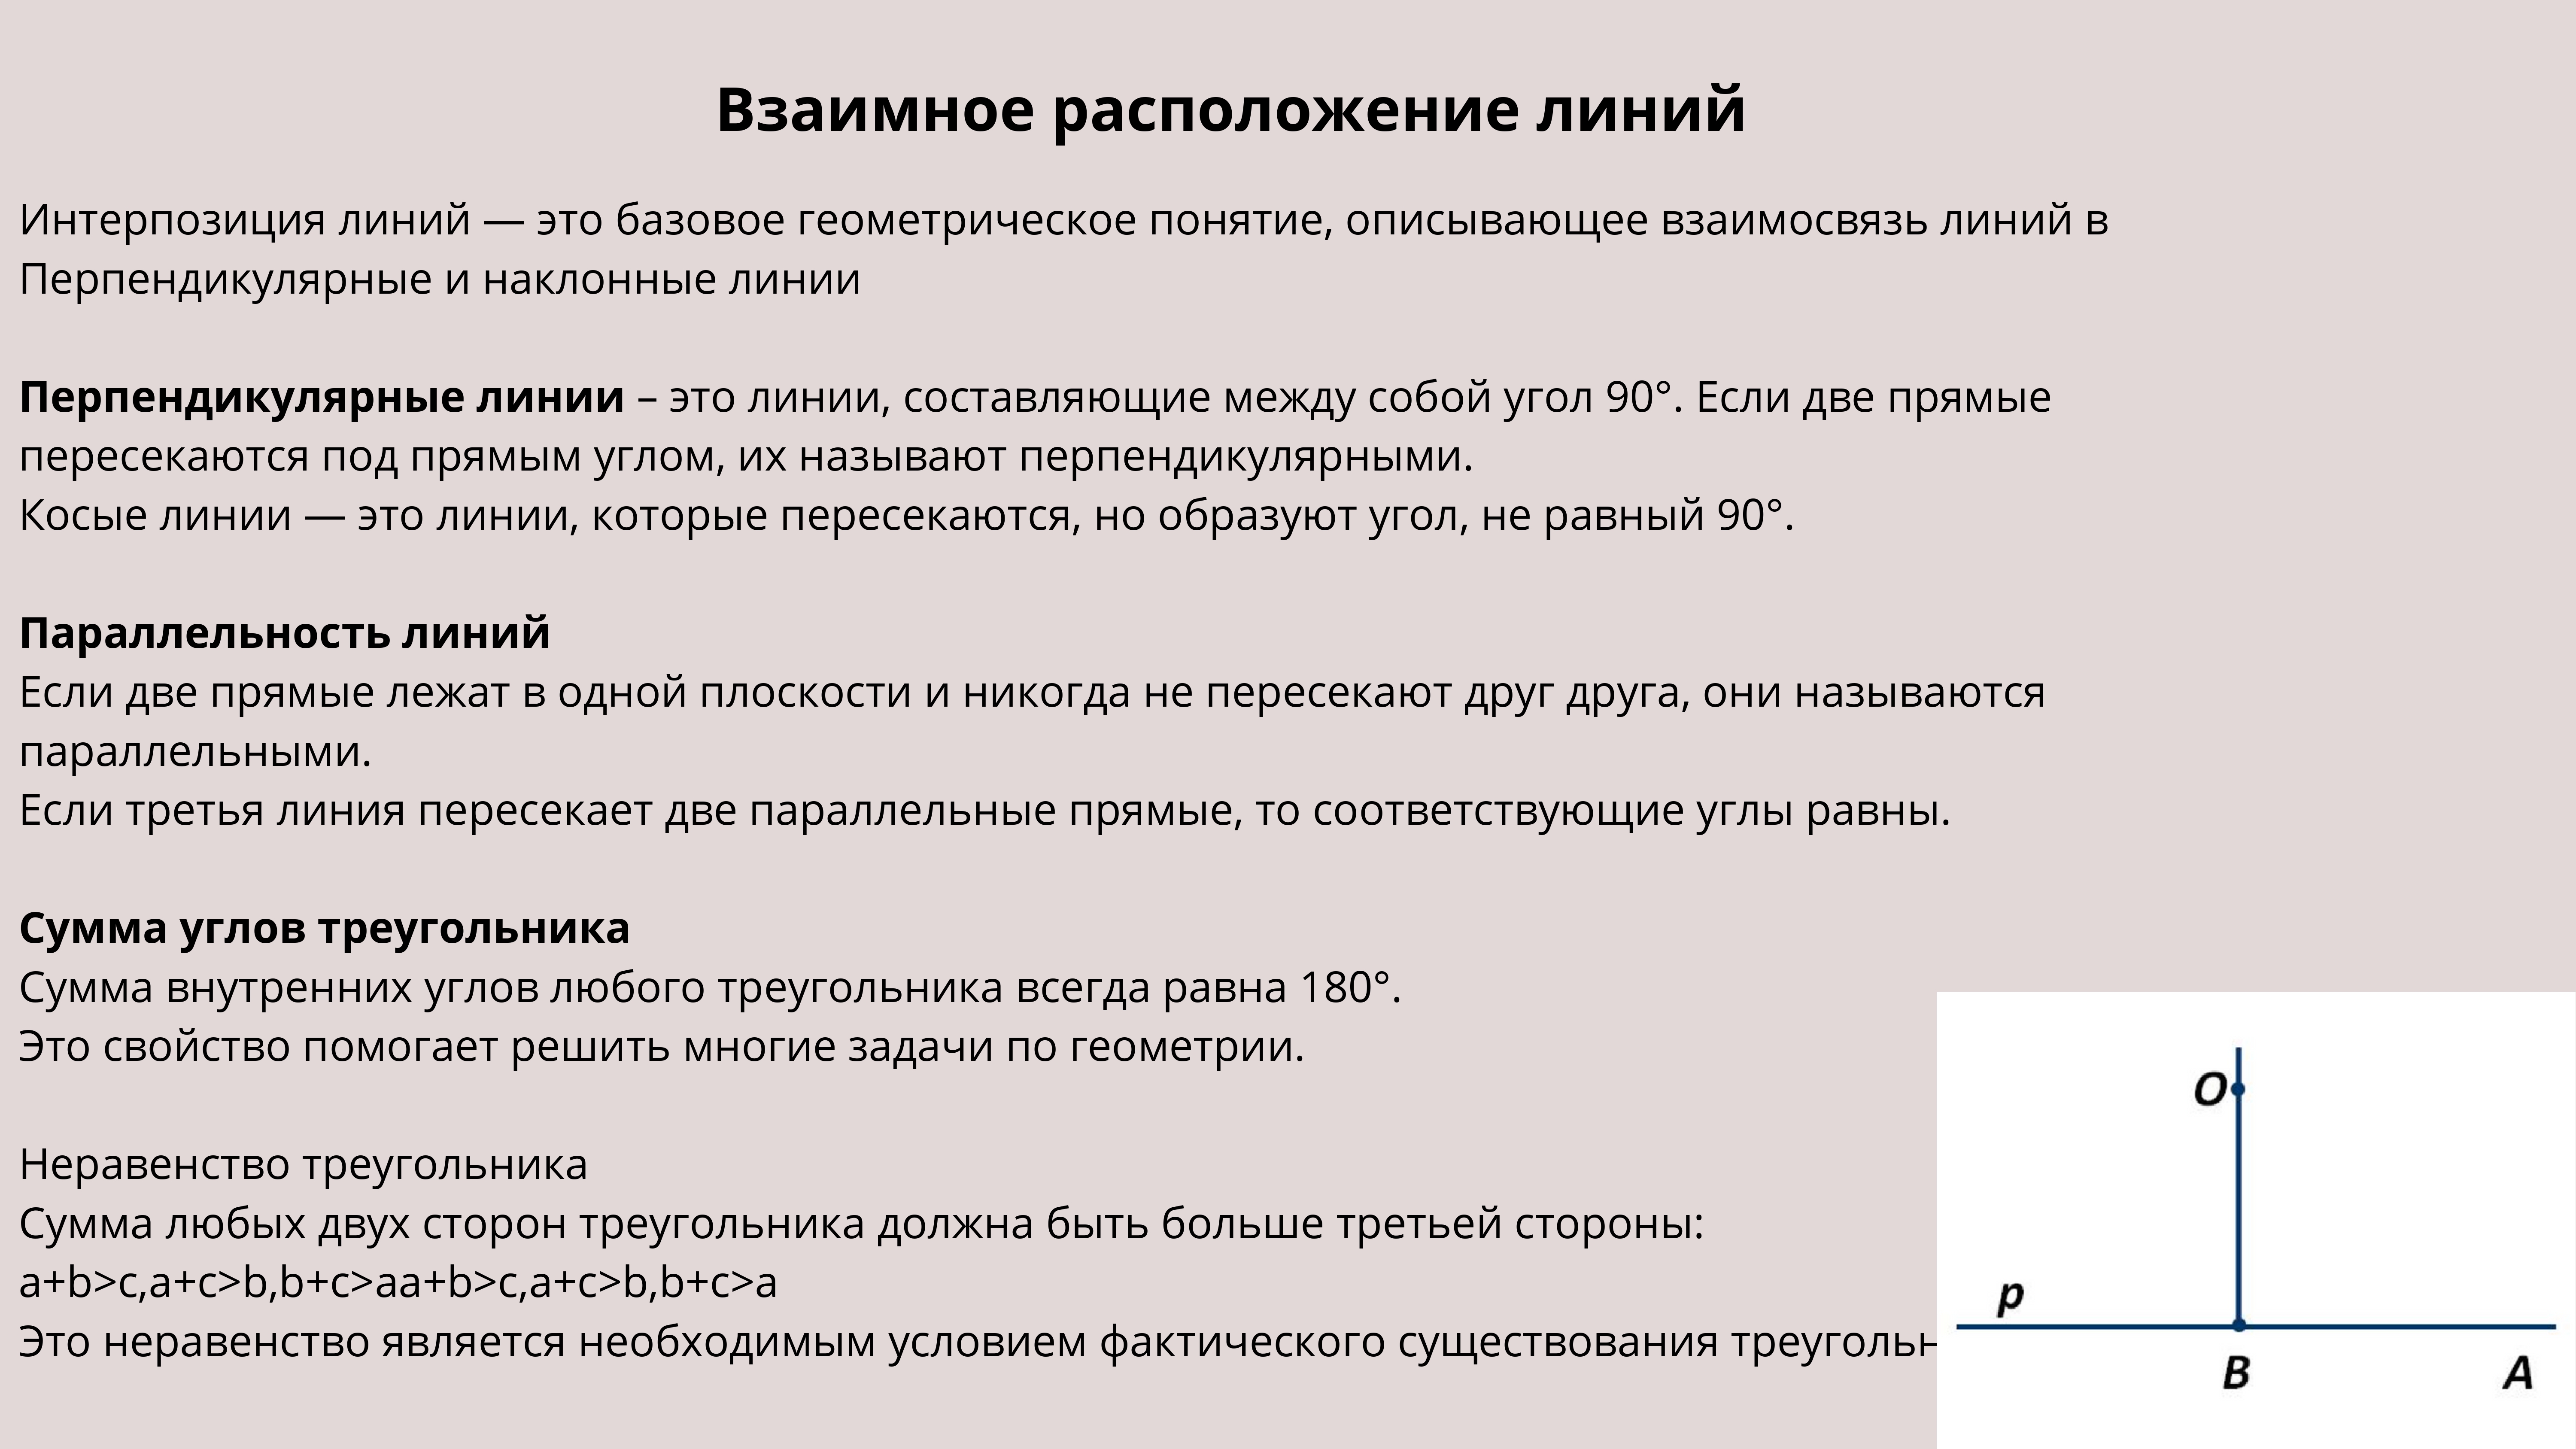 Взаимное расположение линий
Интерпозиция линий — это базовое геометрическое понятие, описывающее взаимосвязь линий в
Перпендикулярные и наклонные линии
Перпендикулярные линии – это линии, составляющие между собой угол 90°. Если две прямые
пересекаются под прямым углом, их называют перпендикулярными.
Косые линии — это линии, которые пересекаются, но образуют угол, не равный 90°.
Параллельность линий
Если две прямые лежат в одной плоскости и никогда не пересекают друг друга, они называются
параллельными.
Если третья линия пересекает две параллельные прямые, то соответствующие углы равны.
Сумма углов треугольника
Сумма внутренних углов любого треугольника всегда равна 180°.
Это свойство помогает решить многие задачи по геометрии.
Неравенство треугольника
Сумма любых двух сторон треугольника должна быть больше третьей стороны:
a+b>c,a+c>b,b+c>aa+b>c,a+c>b,b+c>a
Это неравенство является необходимым условием фактического существования
O
p
B A